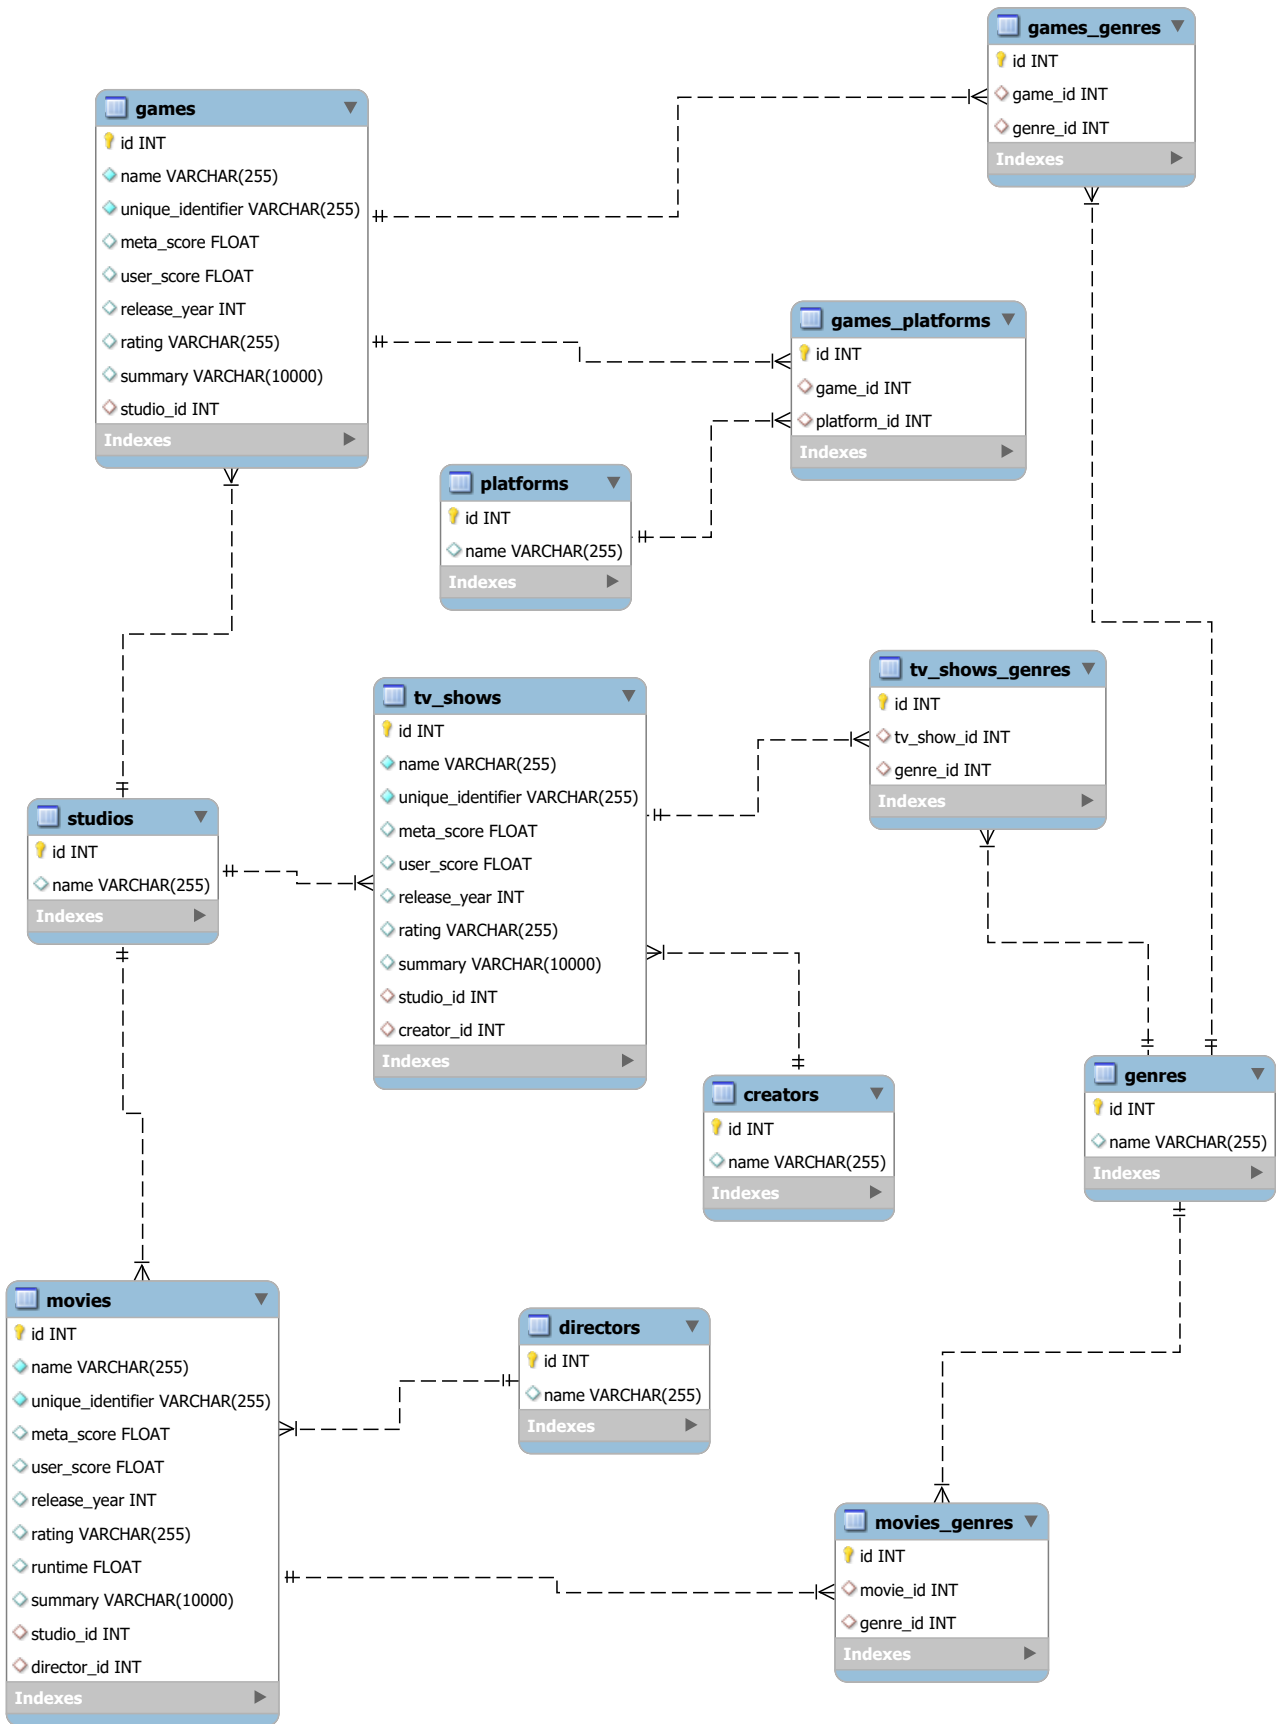 games_genres
id INT
game_id INT
genre_id INT
Indexes
games
id INT
name VARCHAR(255)
unique_identifier VARCHAR(255)
meta_score FLOAT
user_score FLOAT
release_year INT
rating VARCHAR(255)
summary VARCHAR(10000)
studio_id INT
Indexes
games_platforms
id INT
game_id INT
platform_id INT
Indexes
platforms
id INT
name VARCHAR(255)
Indexes
tv_shows_genres
id INT
tv_show_id INT
genre_id INT
Indexes
tv_shows
id INT
name VARCHAR(255)
unique_identifier VARCHAR(255)
meta_score FLOAT
user_score FLOAT
release_year INT
rating VARCHAR(255)
summary VARCHAR(10000)
studio_id INT
creator_id INT
Indexes
studios
id INT
name VARCHAR(255)
Indexes
creators
id INT
name VARCHAR(255)
Indexes
genres
id INT
name VARCHAR(255)
Indexes
movies
id INT
name VARCHAR(255)
unique_identifier VARCHAR(255)
meta_score FLOAT
user_score FLOAT
release_year INT
rating VARCHAR(255)
runtime FLOAT
summary VARCHAR(10000)
studio_id INT
director_id INT
Indexes
directors
id INT
name VARCHAR(255)
Indexes
movies_genres
id INT
movie_id INT
genre_id INT
Indexes